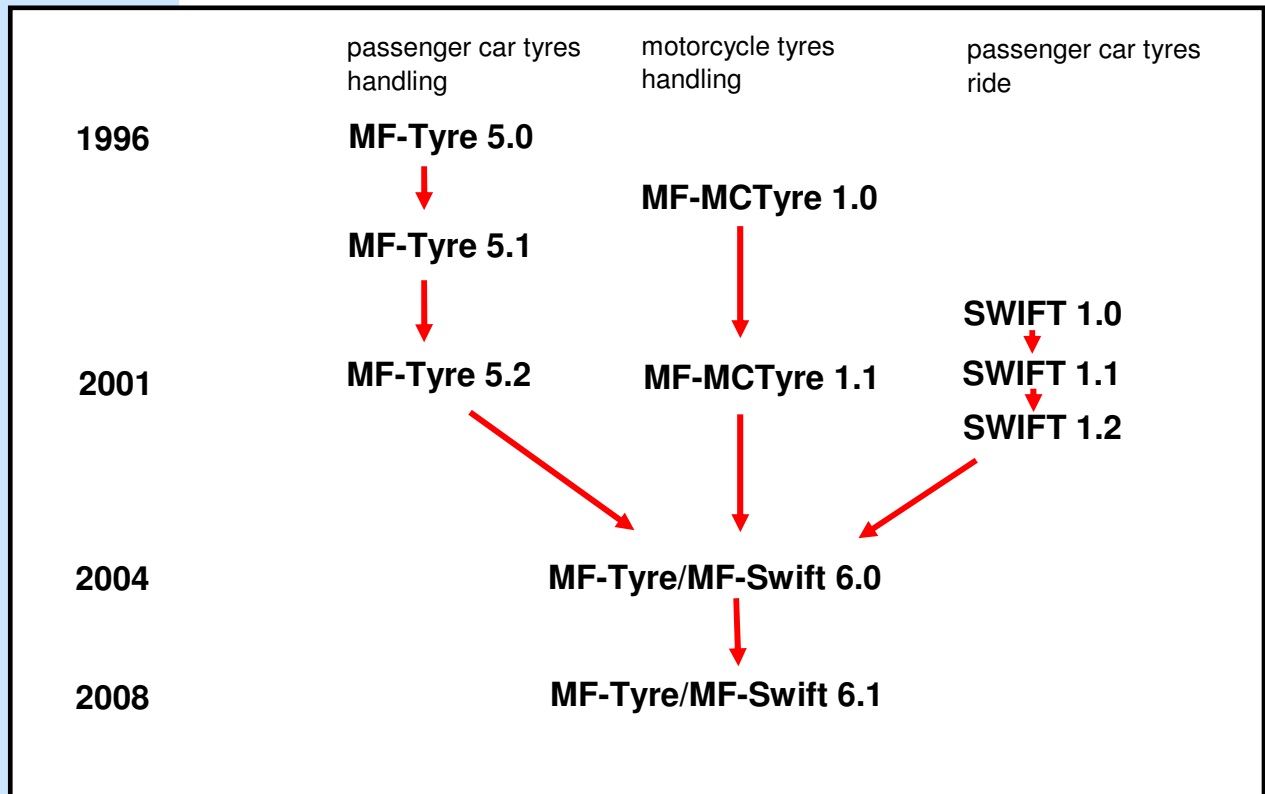 passenger car tyres
handling
motorcycle tyres
handling
passenger car tyres
ride
1996
MF-Tyre 5.0
MF-MCTyre 1.0
MF-Tyre 5.1
SWIFT 1.0
2001
MF-Tyre 5.2
MF-MCTyre 1.1
SWIFT 1.1
SWIFT 1.2
2004
MF-Tyre/MF-Swift 6.0
2008
MF-Tyre/MF-Swift 6.1